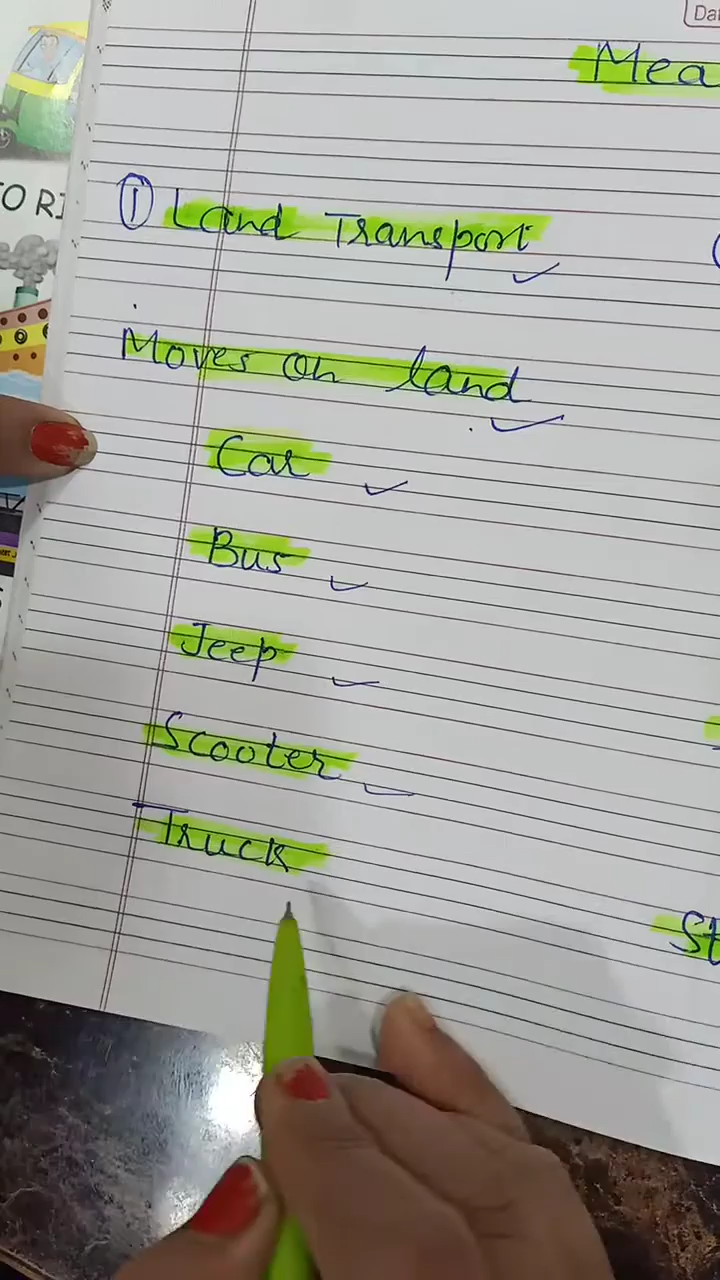 Mea
① Land Transport
Moves on land
Car
Bus
Jeep
Scooter
Truck